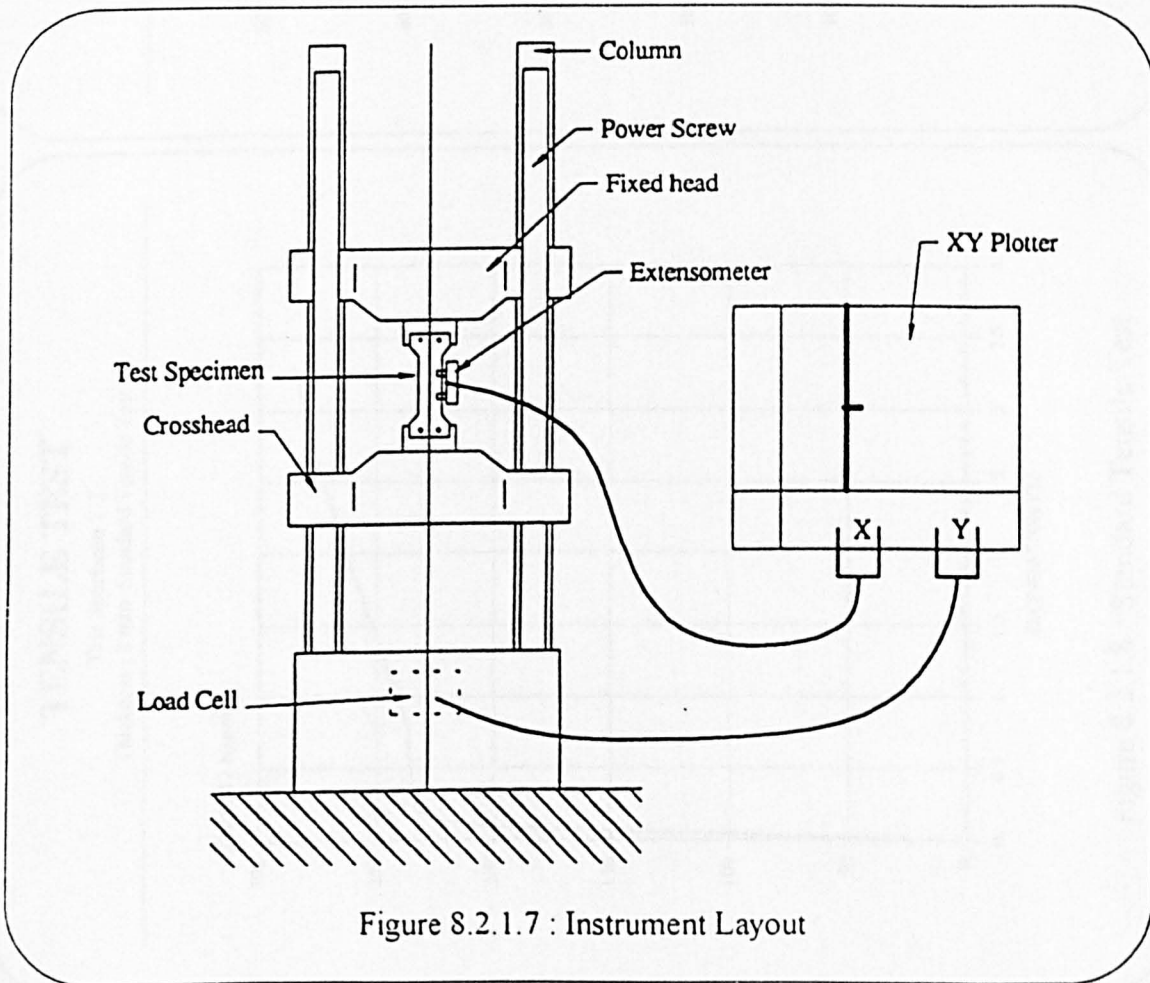 Column
Power Screw
Fixed head
XY Plotter
Extensometer
Test Specimen
Crosshead
X Y
Load Cell
Figure 8.2.1.7 : Instrument Layout